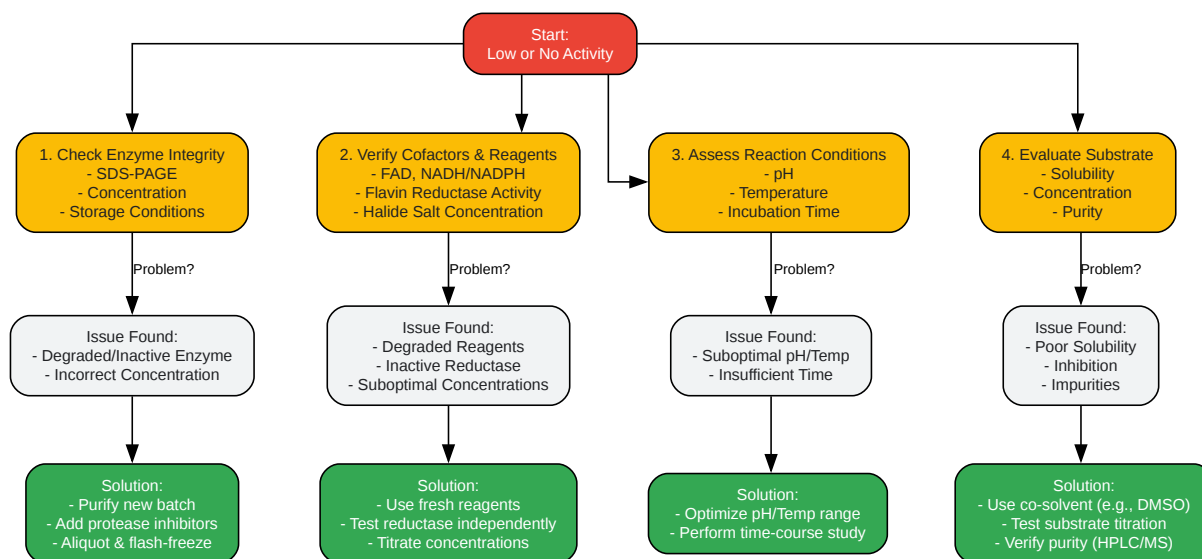 Start:
Low or No Activity
1. Check Enzyme Integrity
- SDS-PAGE
- Concentration
- Storage Conditions
2. Verify Cofactors & Reagents
- FAD, NADH/NADPH
- Flavin Reductase Activity
- Halide Salt Concentration
3. Assess Reaction Conditions
- pH
- Temperature
- Incubation Time
4. Evaluate Substrate
- Solubility
- Concentration
- Purity
Problem?
Problem?
Problem?
Problem?
Issue Found:
- Degraded/Inactive Enzyme
- Incorrect Concentration
Issue Found:
- Degraded Reagents
- Inactive Reductase
- Suboptimal Concentrations
Issue Found:
- Suboptimal pH/Temp
- Insufficient Time
Issue Found:
- Poor Solubility
- Inhibition
- Impurities
Solution:
- Purify new batch
- Add protease inhibitors
- Aliquot & flash-freeze
Solution:
- Use fresh reagents
- Test reductase independently
- Titrate concentrations
Solution:
- Optimize pH/Temp range
- Perform time-course study
Solution:
- Use co-solvent (e.g., DMSO)
- Test substrate titration
- Verify purity (HPLC/MS)